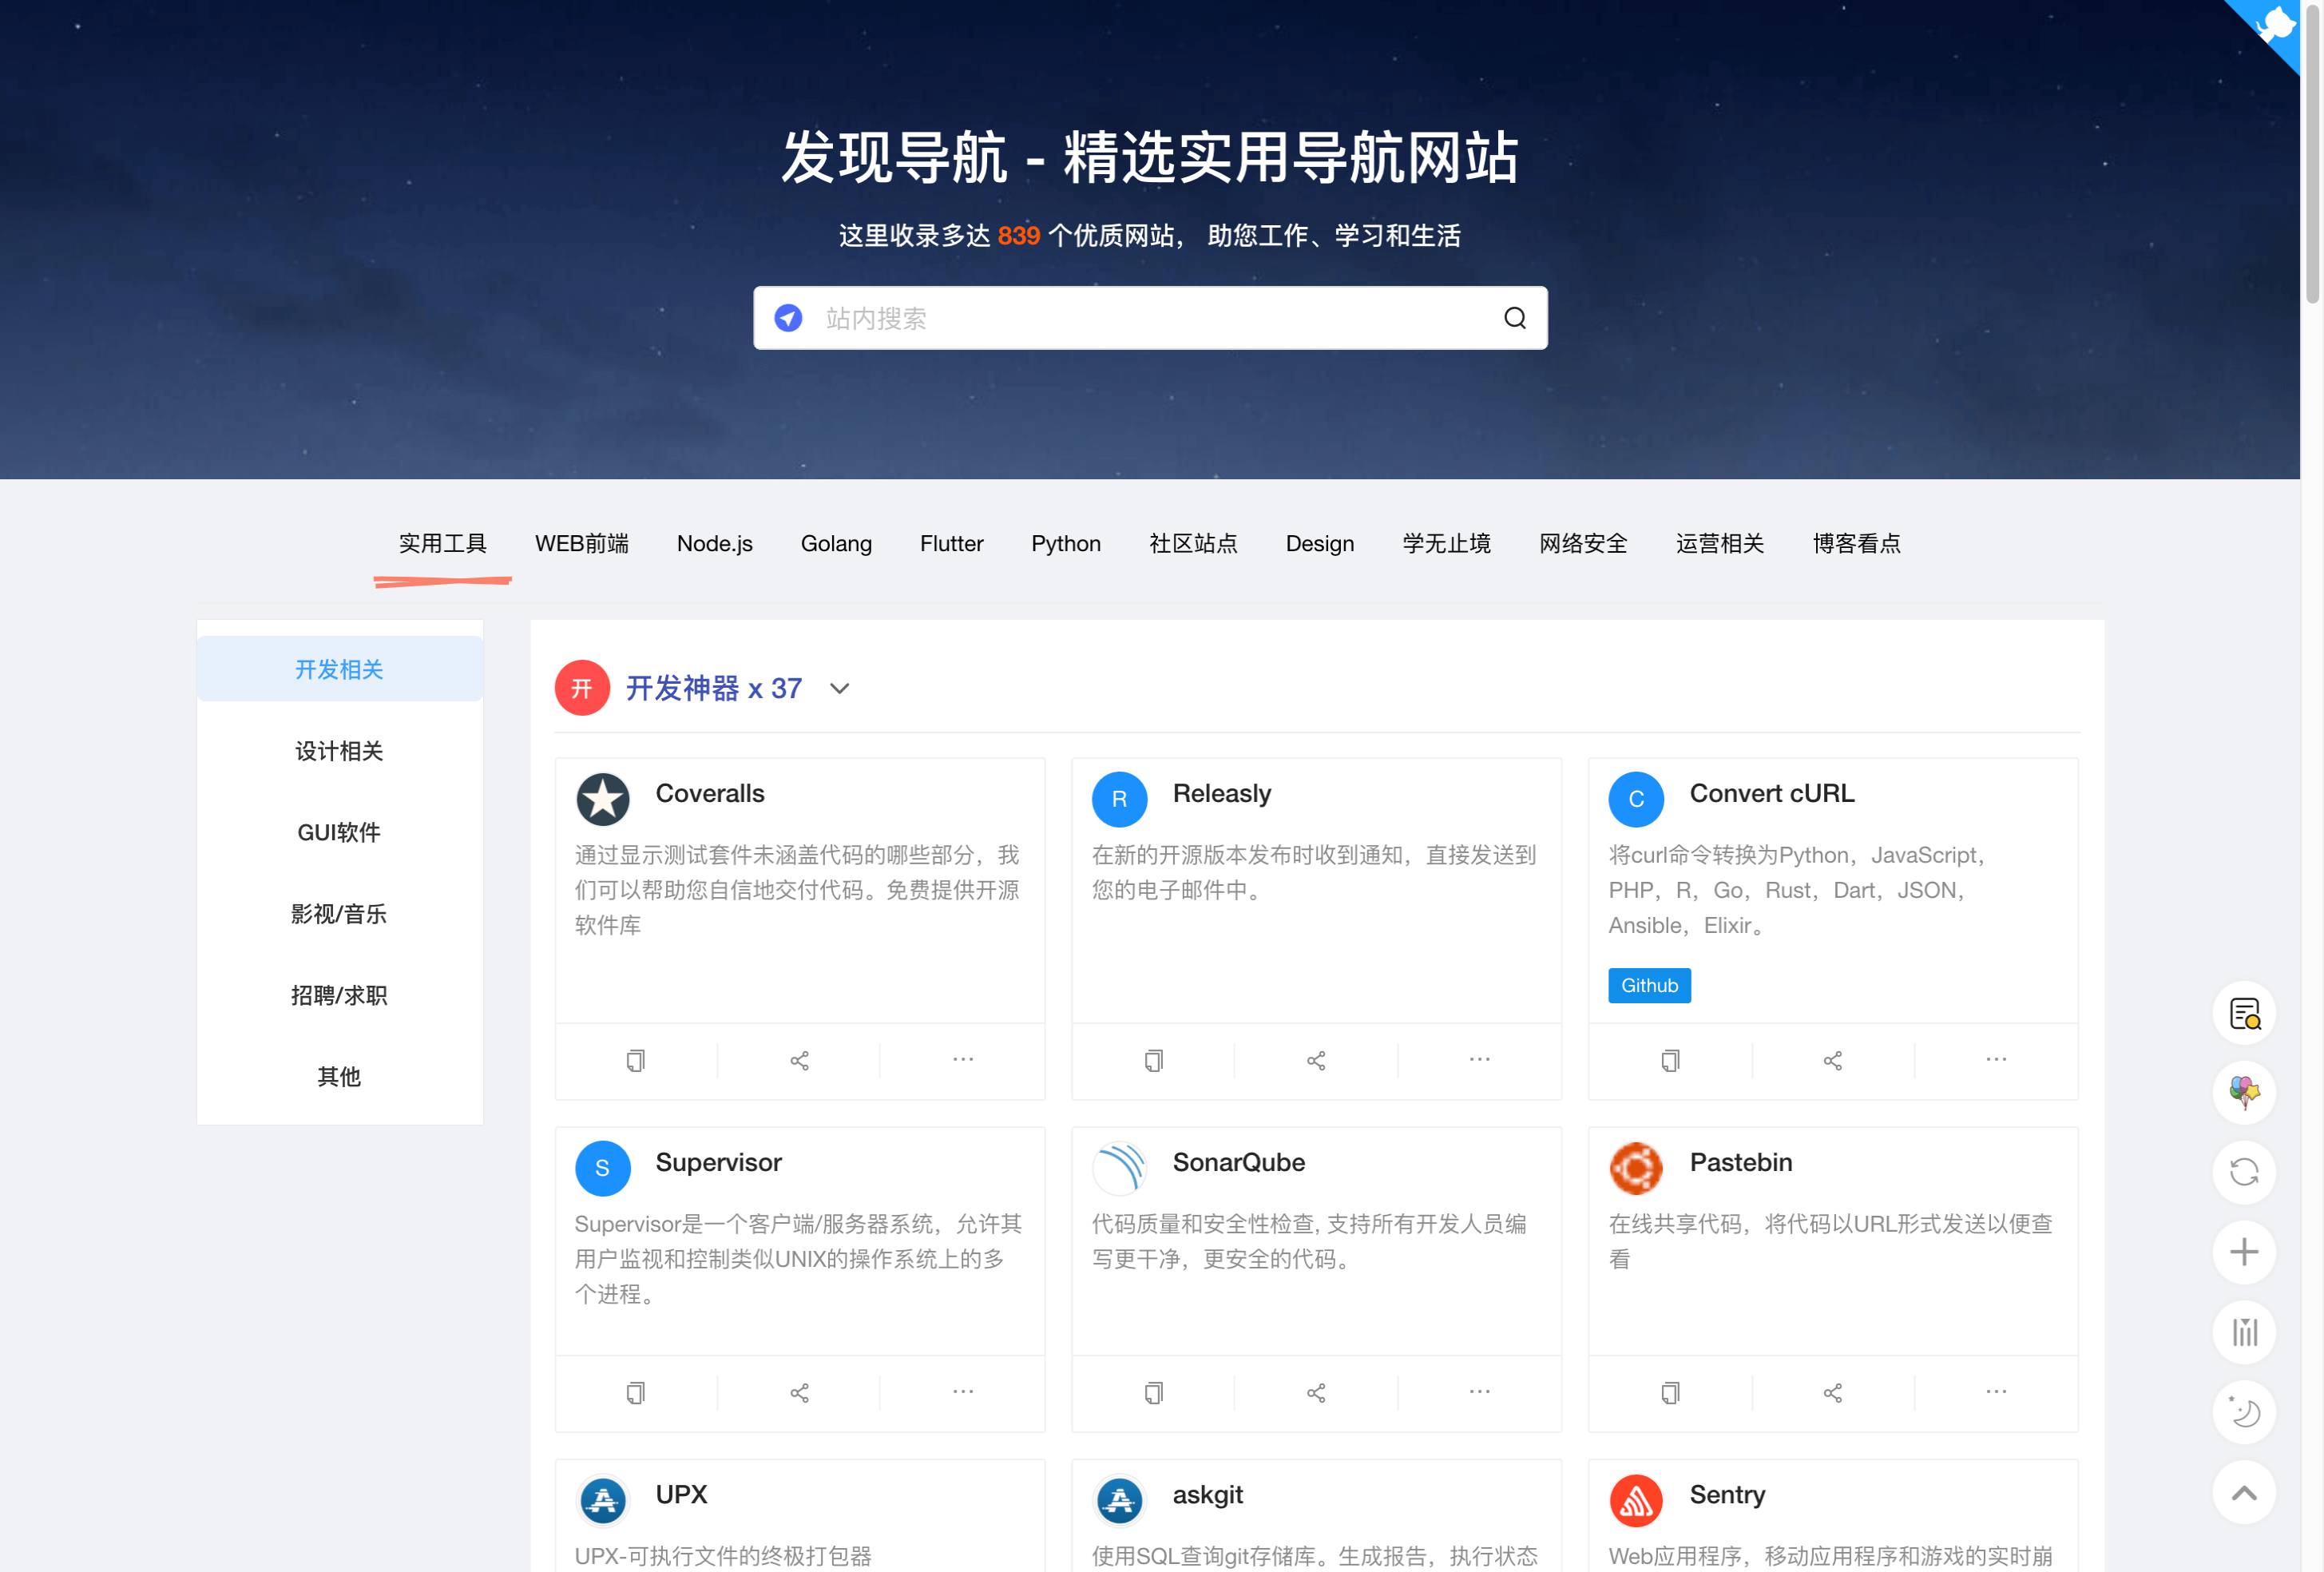 发现导航 - 精选实用导航网站
这里收录多达 839 个优质网站， 助您工作、学习和生活
站内搜索
实用工具 WEB前端 Node.js Golang Flutter Python 社区站点 Design 学无止境 网络安全 运营相关 博客看点
开发相关
设计相关
GUI软件
影视/音乐
招聘/求职
其他
开 开发神器 x 37
Coveralls
通过显示测试套件未涵盖代码的哪些部分，我
们可以帮助您自信地交付代码。免费提供开源
软件库
R Releasly
在新的开源版本发布时收到通知，直接发送到
您的电子邮件中。
C Convert cURL
将curl命令转换为Python，JavaScript，
PHP，R，Go，Rust，Dart，JSON，
Ansible，Elixir。
Github
S Supervisor
Supervisor是一个客户端/服务器系统，允许其
用户监视和控制类似UNIX的操作系统上的多
个进程。
SonarQube
代码质量和安全性检查, 支持所有开发人员编
写更干净，更安全的代码。
Pastebin
在线共享代码，将代码以URL形式发送以便查
看
UPX
UPX-可执行文件的终极打包器
askgit
使用SQL查询git存储库。生成报告，执行状态
Sentry
Web应用程序，移动应用程序和游戏的实时崩